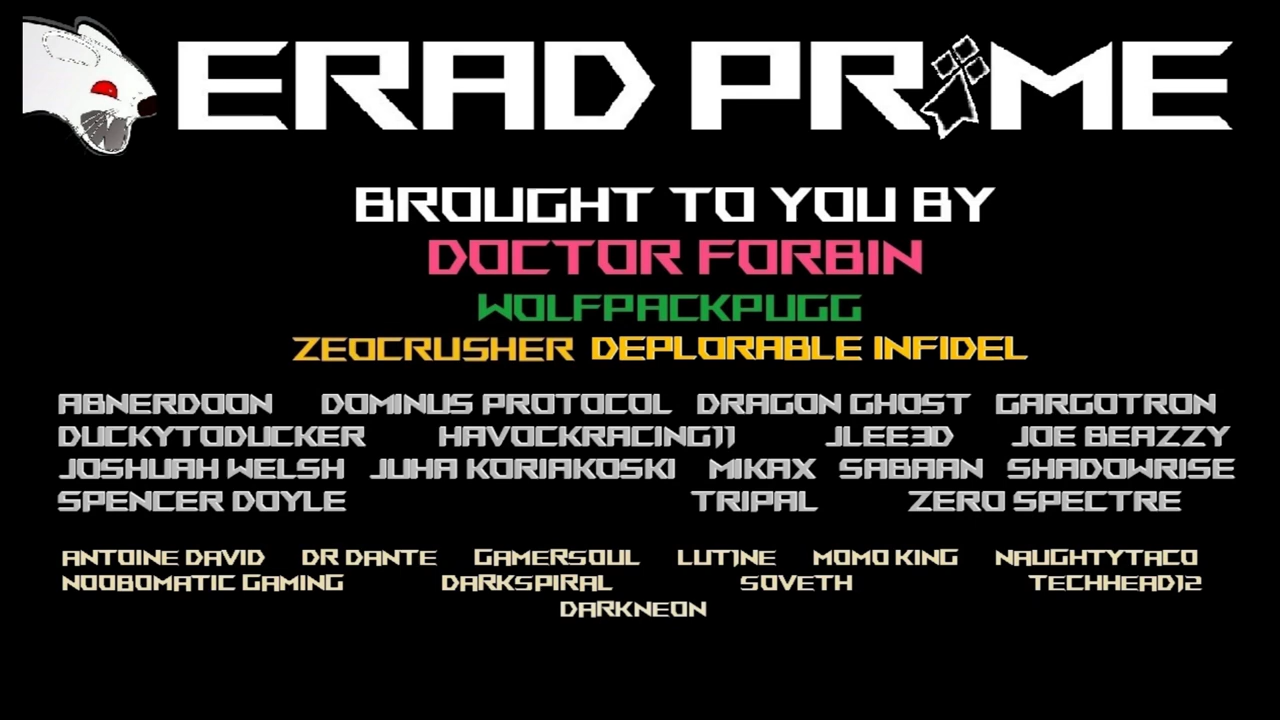 ERAD PRIME
BROUGHT TO YOU BY
DOCTOR FORBIN
WOLFPACKPUGG
ZEOCRUSHER DEPLORABLE INFIDEL
ABNERDOON DOMINUS PROTOCOL DRAGON GHOST GARGOTRON
DUCKYTODUCKER HAVOCKRACING11 JLEE3D JOE BEAZZY
JOSHUAH WELSH JUHA KORIAKOSKI MIKAX SABAAN SHADOWRISE
SPENCER DOYLE TRIPAL ZERO SPECTRE
ANTOINE DAVID DR DANTE GAMERSOUL LUT1NE MOMO KING NAUGHTYTACO
NOOBOMATIC GAMING DARKSPIRAL SOVETH TECHHEAD12
DARKNEON